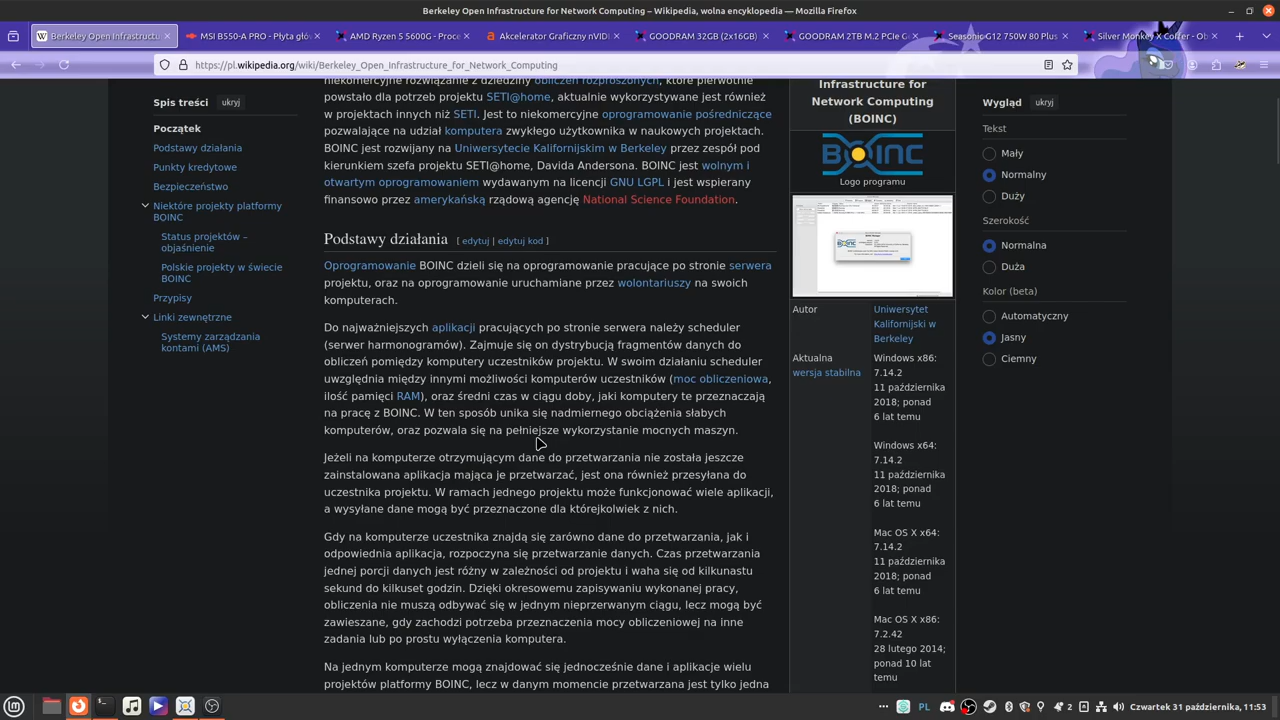 Berkeley Open Infrastructure for Network Computing – Wikipedia, wolna encyklopedia — Mozilla Firefox
Berkeley Open Infrastructu
MSI B550-A PRO - Płyta głów
AMD Ryzen 5 5600G - Proce
Akcelerator Graficzny nVIDI
GOODRAM 32GB (2x16GB)
GOODRAM 2TB M.2 PCIe G
Seasonic G12 750W 80 Plus
Silver Monkey X Coffer - Ob
https://pl.wikipedia.org/wiki/Berkeley_Open_Infrastructure_for_Network_Computing
Spis treści ukryj
Początek
Podstawy działania
Punkty kredytowe
Bezpieczeństwo
Niektóre projekty platformy
BOINC
Status projektów –
objaśnienie
Polskie projekty w świecie
BOINC
Przypisy
Linki zewnętrzne
Systemy zarządzania
kontami (AMS)
niekomercyjne rozwiązanie z dziedziny obliczeń rozproszonych, które pierwotnie
powstało dla potrzeb projektu SETI@home, aktualnie wykorzystywane jest również
w projektach innych niż SETI. Jest to niekomercyjne oprogramowanie pośredniczące
pozwalające na udział komputera zwykłego użytkownika w naukowych projektach.
BOINC jest rozwijany na Uniwersytecie Kalifornijskim w Berkeley przez zespół pod
kierunkiem szefa projektu SETI@home, Davida Andersona. BOINC jest wolnym i
otwartym oprogramowaniem wydawanym na licencji GNU LGPL i jest wspierany
finansowo przez amerykańską rządową agencję National Science Foundation.
Podstawy działania [ edytuj | edytuj kod ]
Oprogramowanie BOINC dzieli się na oprogramowanie pracujące po stronie serwera
projektu, oraz na oprogramowanie uruchamiane przez wolontariuszy na swoich
komputerach.
Do najważniejszych aplikacji pracujących po stronie serwera należy scheduler
(serwer harmonogramów). Zajmuje się on dystrybucją fragmentów danych do
obliczeń pomiędzy komputery uczestników projektu. W swoim działaniu scheduler
uwzględnia między innymi możliwości komputerów uczestników (moc obliczeniowa,
ilość pamięci RAM), oraz średni czas w ciągu doby, jaki komputery te przeznaczają
na pracę z BOINC. W ten sposób unika się nadmiernego obciążenia słabych
komputerów, oraz pozwala się na pełniejsze wykorzystanie mocnych maszyn.
Jeżeli na komputerze otrzymującym dane do przetwarzania nie została jeszcze
zainstalowana aplikacja mająca je przetwarzać, jest ona również przesyłana do
uczestnika projektu. W ramach jednego projektu może funkcjonować wiele aplikacji,
a wysyłane dane mogą być przeznaczone dla którejkolwiek z nich.
Gdy na komputerze uczestnika znajdą się zarówno dane do przetwarzania, jak i
odpowiednia aplikacja, rozpoczyna się przetwarzanie danych. Czas przetwarzania
jednej porcji danych jest różny w zależności od projektu i waha się od kilkunastu
sekund do kilkuset godzin. Dzięki okresowemu zapisywaniu wykonanej pracy,
obliczenia nie muszą odbywać się w jednym nieprzerwanym ciągu, lecz mogą być
zawieszane, gdy zachodzi potrzeba przeznaczenia mocy obliczeniowej na inne
zadania lub po prostu wyłączenia komputera.
Na jednym komputerze mogą znajdować się jednocześnie dane i aplikacje wielu
projektów platformy BOINC, lecz w danym momencie przetwarzana jest tylko jedna
Infrastructure for
Network Computing
(BOINC)
BOINC
Logo programu
Autor
Uniwersytet
Kalifornijski w
Berkeley
Aktualna
wersja stabilna
Windows x86:
7.14.2
11 października
2018; ponad
6 lat temu
Windows x64:
7.14.2
11 października
2018; ponad
6 lat temu
Mac OS X x64:
7.14.2
11 października
2018; ponad
6 lat temu
Mac OS X x86:
7.2.42
28 lutego 2014;
ponad 10 lat
temu
Wygląd ukryj
Tekst
Mały
Normalny
Duży
Szerokość
Normalna
Duża
Kolor (beta)
Automatyczny
Jasny
Ciemny
PL
2
Czwartek 31 października, 11:53